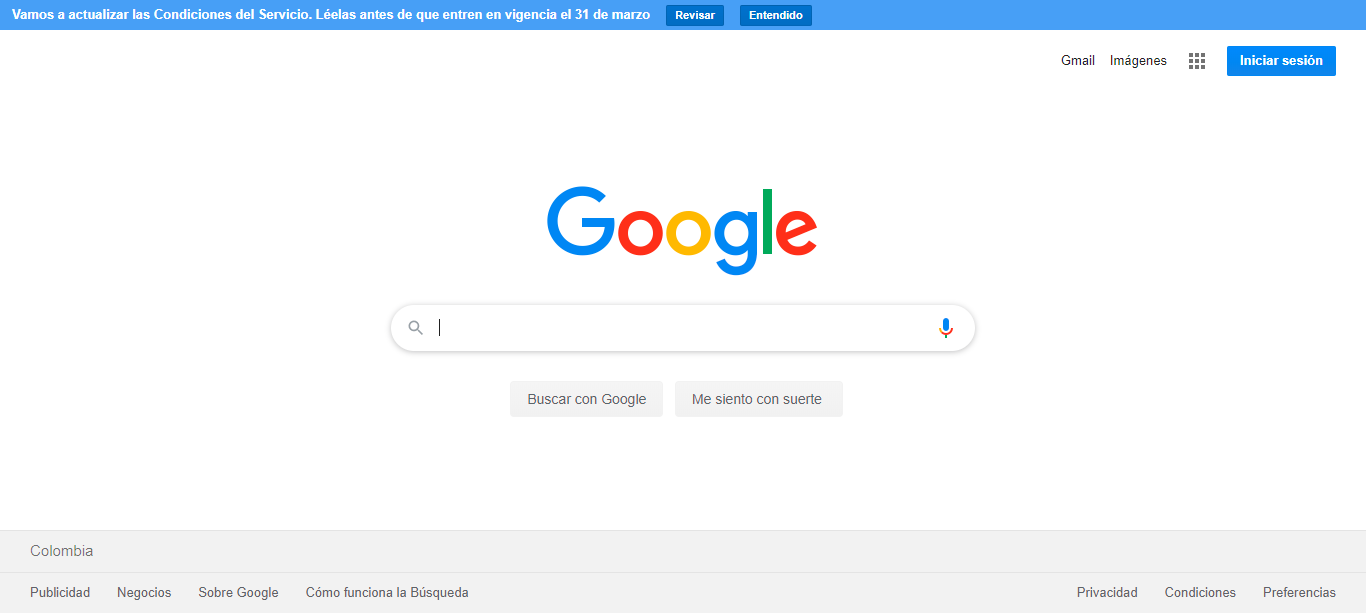 Vamos a actualizar las Condiciones del Servicio. Léelas antes de que entren en vigencia el 31 de marzo Revisar Entendido
Gmail Imágenes Iniciar sesión
Google
Buscar con Google Me siento con suerte
Colombia
Publicidad Negocios Sobre Google Cómo funciona la Búsqueda Privacidad Condiciones Preferencias